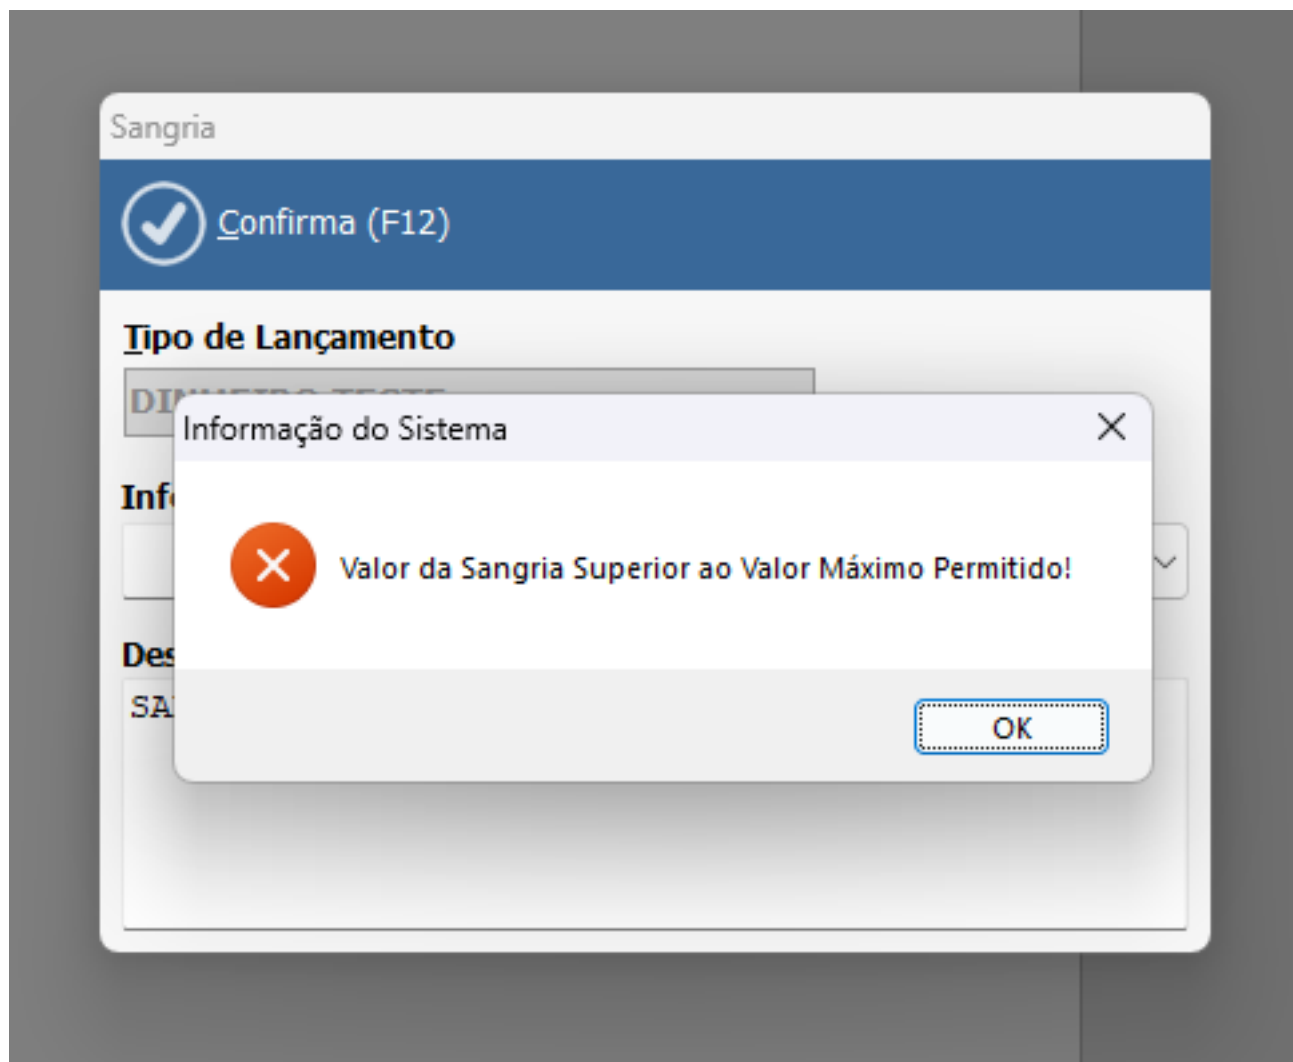 Sangria
Confirma (F12)
Tipo de Lançamento
Informação do Sistema
Valor da Sangria Superior ao Valor Máximo Permitido!
OK